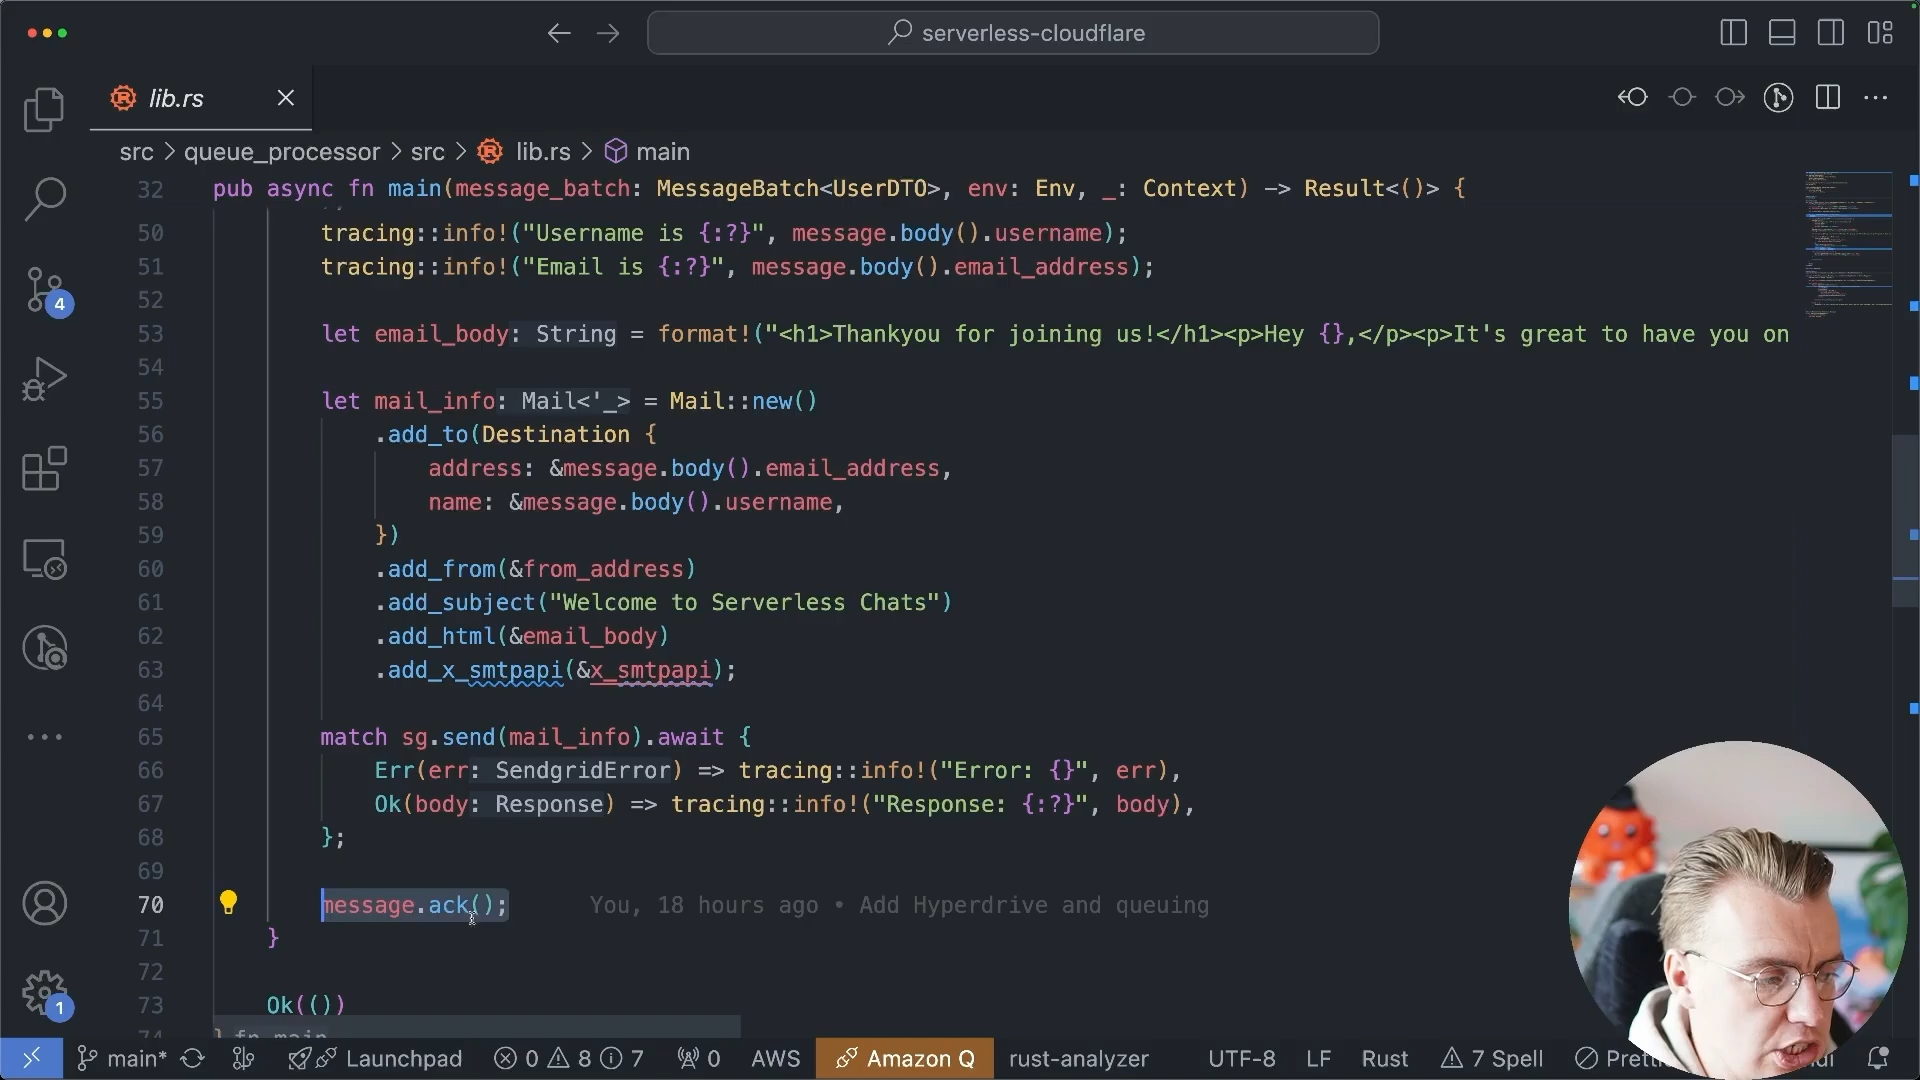 serverless-cloudflare
lib.rs
src > queue_processor > src > lib.rs > main
32 pub async fn main(message_batch: MessageBatch<UserDTO>, env: Env, _: Context) -> Result<()> {
50 tracing::info!("Username is {:?}", message.body().username);
51 tracing::info!("Email is {:?}", message.body().email_address);
52
53 let email_body: String = format!("<h1>Thankyou for joining us!</h1><p>Hey {},</p><p>It's great to have you on
54
55 let mail_info: Mail<'_> = Mail::new()
56 .add_to(Destination {
57 address: &message.body().email_address,
58 name: &message.body().username,
59 })
60 .add_from(&from_address)
61 .add_subject("Welcome to Serverless Chats")
62 .add_html(&email_body)
63 .add_x_smtpapi(&x_smtpapi);
64
65 match sg.send(mail_info).await {
66 Err(err: SendgridError) => tracing::info!("Error: {}", err),
67 Ok(body: Response) => tracing::info!("Response: {:?}", body),
68 };
69
70 message.ack(); You, 18 hours ago • Add Hyperdrive and queuing
71 }
72
73 Ok(())
74 } fn main
4
1
main* Launchpad 0 8 7 0 AWS Amazon Q rust-analyzer UTF-8 LF Rust 7 Spell